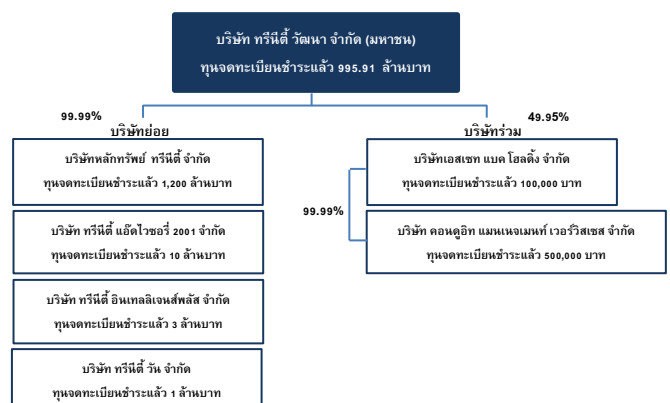 บริษัท ทรีนีตี้ วัฒนา จำกัด (มหาชน)
ทุนจดทะเบียนชำระแล้ว 995.91 ล้านบาท
99.99%
บริษัทย่อย
บริษัทหลักทรัพย์ ทรีนีตี้ จำกัด
ทุนจดทะเบียนชำระแล้ว 1,200 ล้านบาท
บริษัท ทรีนีตี้ แอ๊ดไวซอรี่ 2001 จำกัด
ทุนจดทะเบียนชำระแล้ว 10 ล้านบาท
บริษัท ทรีนีตี้ อินเทลลิเจนส์พลัส จำกัด
ทุนจดทะเบียนชำระแล้ว 3 ล้านบาท
บริษัท ทรีนีตี้ วัน จำกัด
ทุนจดทะเบียนชำระแล้ว 1 ล้านบาท
49.95%
บริษัทร่วม
บริษัทเอสเซท แบค โฮลดิ้ง จำกัด
ทุนจดทะเบียนชำระแล้ว 100,000 บาท
99.99%
บริษัท คอนดูอิท แมนเนจเมนท์ เวอร์วิสเซส จำกัด
ทุนจดทะเบียนชำระแล้ว 500,000 บาท